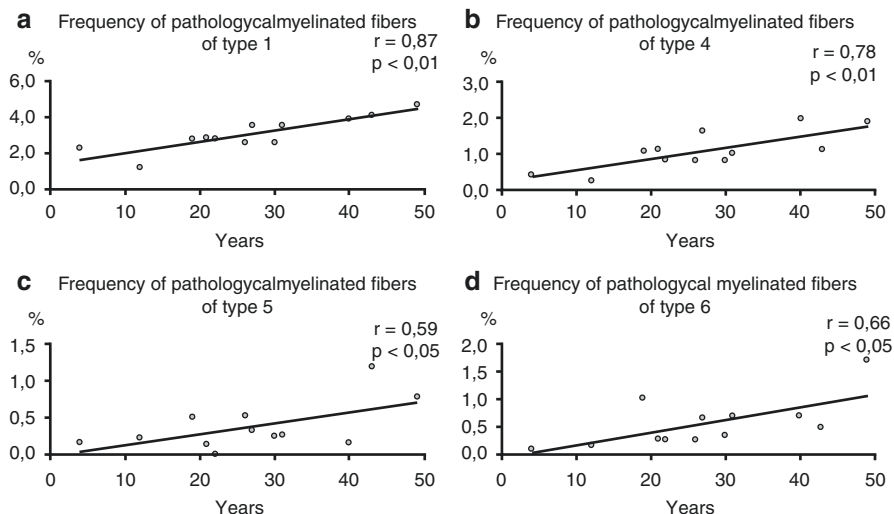 a Frequency of pathologycalmyelinated fibers
of type 1
%
r = 0,87
p < 0,01
6,0
4,0
2,0
0,0
0 10 20 30 40 50
Years
b Frequency of pathologycalmyelinated fibers
of type 4
%
r = 0,78
p < 0,01
3,0
2,0
1,0
0,0
0 10 20 30 40 50
Years
c Frequency of pathologycalmyelinated fibers
of type 5
%
r = 0,59
p < 0,05
1,5
1,0
0,5
0,0
0 10 20 30 40 50
Years
d Frequency of pathologycal myelinated fibers
of type 6
%
r = 0,66
p < 0,05
2,0
1,5
1,0
0,5
0,0
0 10 20 30 40 50
Years